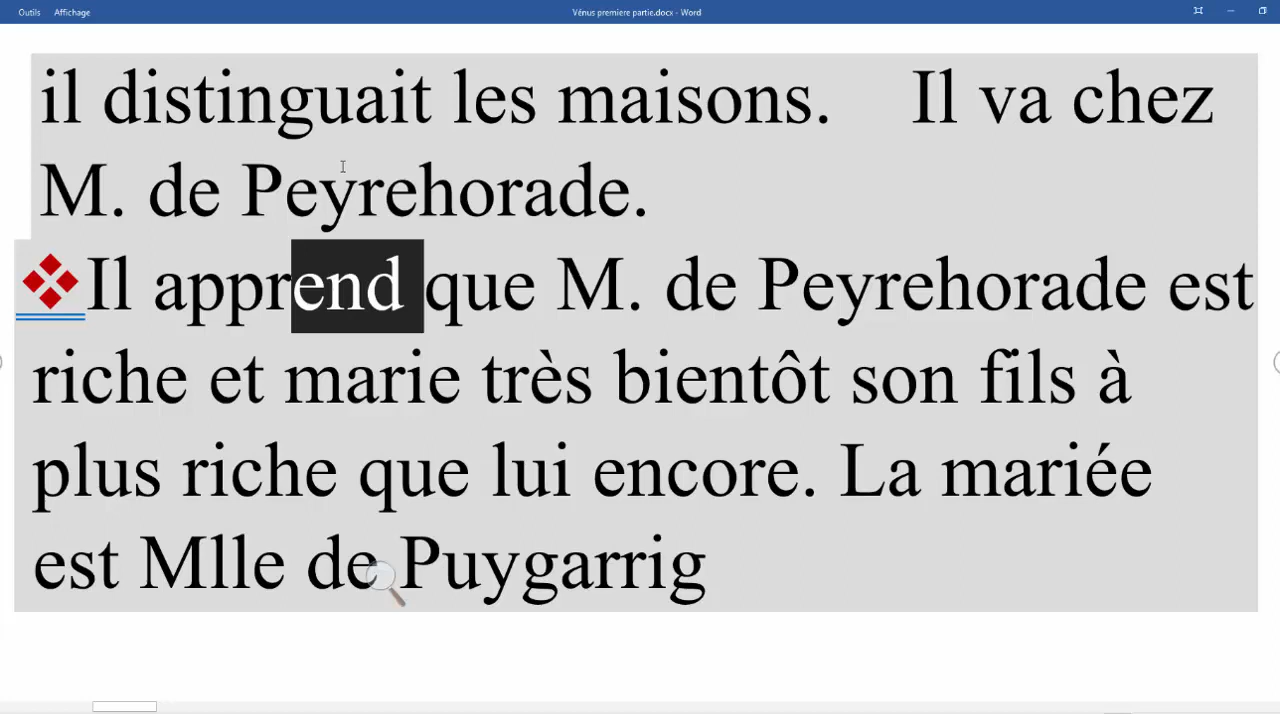 Outils Affichage Vénus premiere partie.docx - Word
il distinguait les maisons. Il va chez
M. de Peyrehorade.
Il apprend que M. de Peyrehorade est
riche et marie très bientôt son fils à
plus riche que lui encore. La mariée
est Mlle de Puygarrig